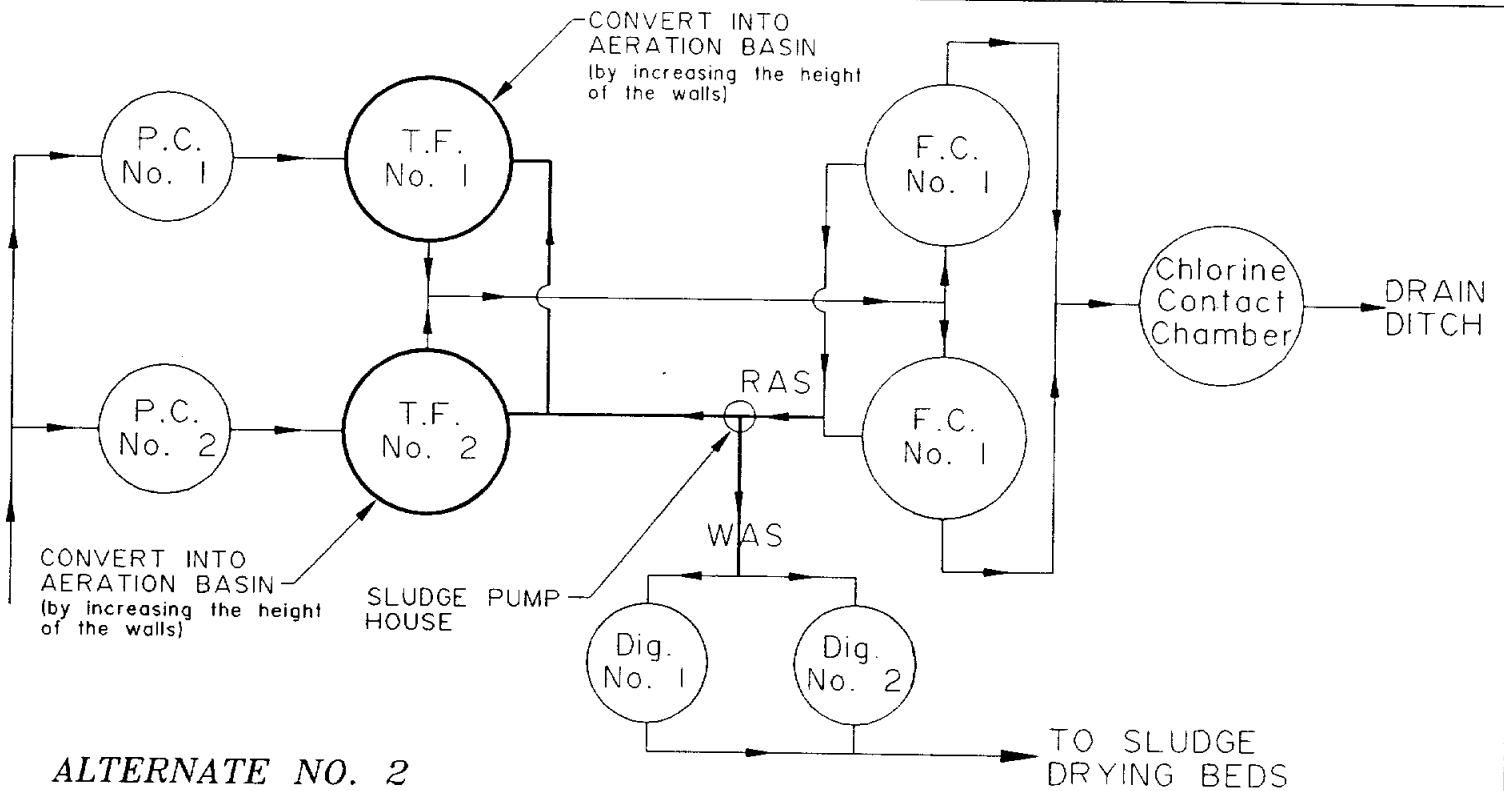 CONVERT INTO
AERATION BASIN
(by increasing the height
of the walls)
P.C.
No. 1
T.F.
No. 1
F.C.
No. 1
Chlorine
Contact
Chamber
DRAIN
DITCH
P.C.
No. 2
T.F.
No. 2
RAS
F.C.
No. 1
WAS
CONVERT INTO
AERATION BASIN
(by increasing the height
of the walls)
SLUDGE PUMP
HOUSE
Dig.
No. 1
Dig.
No. 2
TO SLUDGE
DRYING BEDS
ALTERNATE NO. 2